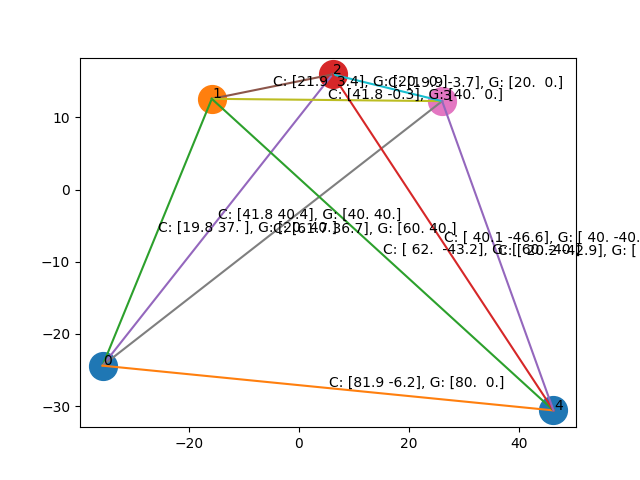 2
1
C: [21.9 3.4], G: [20. 0.]
C: [19.9 -3.7], G: [20. 0.]
C: [41.8 -0.3], G: [40. 0.]
3
10
0
C: [41.8 40.4], G: [40. 40.]
C: [19.8 37. ], G: [20. 40.]
C: [61.7 36.7], G: [60. 40.]
C: [ 40.1 -46.6], G: [ 40. -40.
C: [ 62. -43.2], G: [ 60. -40.]
C: [ 20.2 -42.9], G: [
−10
−20
0
C: [81.9 -6.2], G: [80. 0.]
4
−30
−20
0
20
40